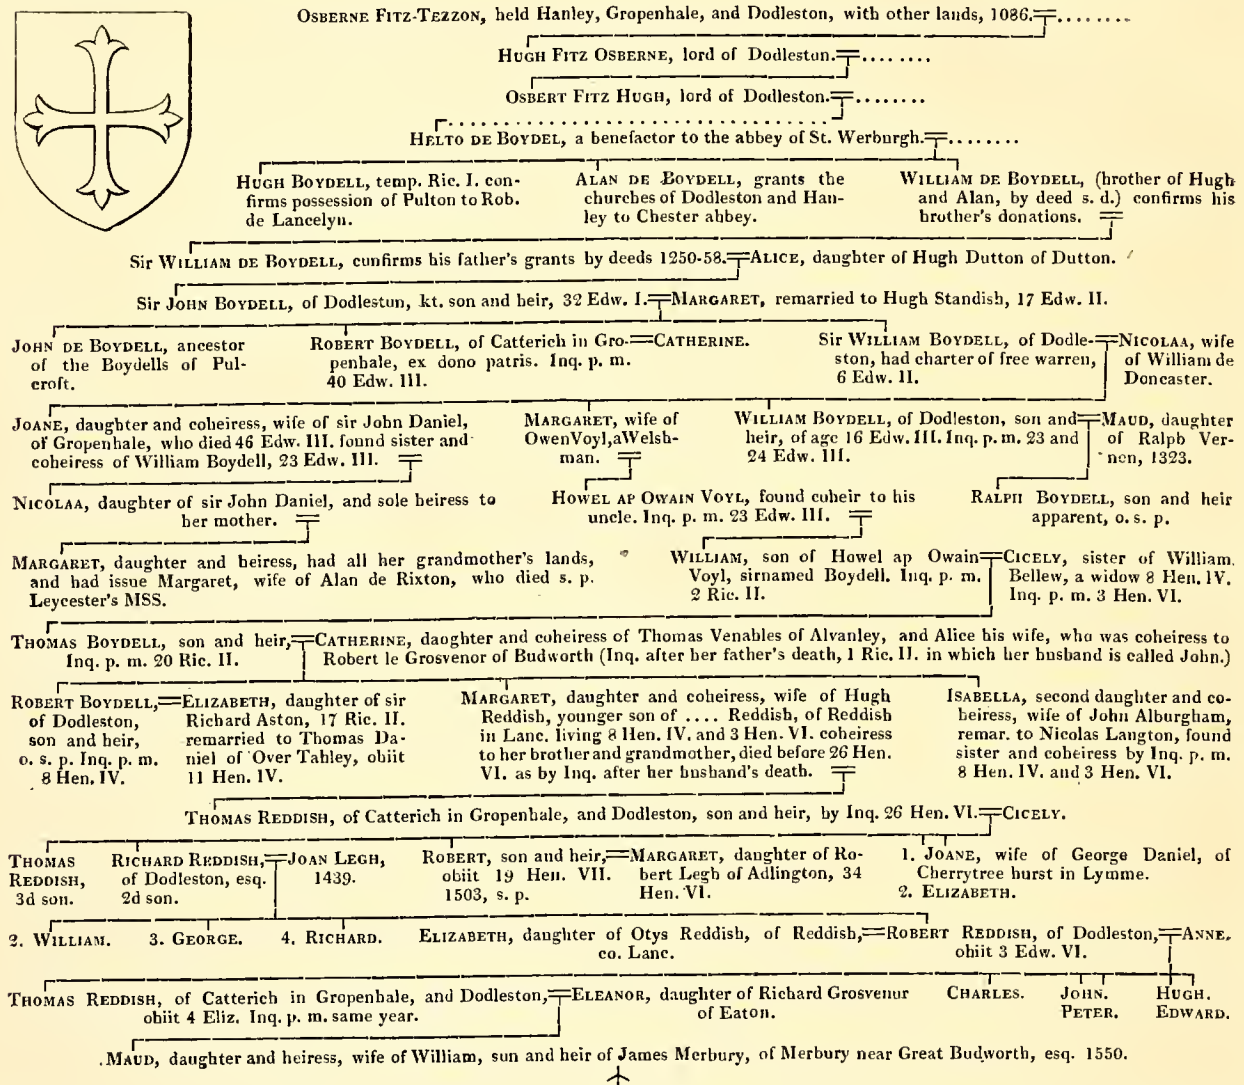 OSBERNE FITZ-TEZZON, held Hanley, Gropenhale, and Dodleston, with other lands, 1086.=........
HUGH FITZ OSBERNE, lord of Dodleston.=........
OSBERT FITZ HUGH, lord of Dodleston.=........
HELTO DE BOYDEL, a benefactor to the abbey of St. Werburgh.=........
HUGH BOYDELL, temp. Ric. I. con-
firms possession of Pulton to Rob.
de Lancelyn.
ALAN DE BOYDELL, grants the
churches of Dodleston and Han-
ley to Chester abbey.
WILLIAM DE BOYDELL, (brother of Hugh
and Alan, by deed s. d.) confirms his
brother's donations. =
Sir WILLIAM DE BOYDELL, confirms his father's grants by deeds 1250-58.=ALICE, daughter of Hugh Dutton of Dutton.
Sir JOHN BOYDELL, of Dodleston, kt. son and heir, 32 Edw. I.=MARGARET, remarried to Hugh Standish, 17 Edw. II.
JOHN DE BOYDELL, ancestor
of the Boydells of Pul-
croft.
ROBERT BOYDELL, of Catterich in Gro-=CATHERINE.
penhale, ex dono patris. Inq. p. m.
40 Edw. III.
Sir WILLIAM BOYDELL, of Dodle-=NICOLAA, wife
ston, had charter of free warren, of William de
6 Edw. II. Doncaster.
JOANE, daughter and coheiress, wife of sir John Daniel,
of Gropenhale, who died 46 Edw. III. found sister and
coheiress of William Boydell, 23 Edw. III. =
MARGARET, wife of
Owen Voyl, a Welsh-
man. =
WILLIAM BOYDELL, of Dodleston, son and=MAUD, daughter
heir, of age 16 Edw. III. Inq. p. m. 23 and of Ralph Ver-
24 Edw. III. non, 1323.
NICOLAA, daughter of sir John Daniel, and sole heiress to
her mother. =
HOWEL AP OWAIN VOYL, found coheir to his
uncle. Inq. p. m. 23 Edw. III. =
RALPH BOYDELL, son and heir
apparent, o. s. p.
MARGARET, daughter and heiress, had all her grandmother's lands,
and had issue Margaret, wife of Alan de Rixton, who died s. p.
Leycester's MSS.
WILLIAM, son of Howel ap Owain=CICELY, sister of William
Voyl, sirnamed Boydell. Inq. p. m. Bellew, a widow 8 Hen. IV.
2 Ric. II. Inq. p. m. 3 Hen. VI.
THOMAS BOYDELL, son and heir,=CATHERINE, daughter and coheiress of Thomas Venables of Alvanley, and Alice his wife, who was coheiress to
Inq. p. m. 20 Ric. II. Robert le Grosvenor of Budworth (Inq. after her father's death, 1 Ric. II. in which her husband is called John.)
ROBERT BOYDELL,=ELIZABETH, daughter of sir
of Dodleston, Richard Aston, 17 Ric. II.
son and heir, remarried to Thomas Da-
o. s. p. Inq. p. m. niel of Over Tabley, obiit
8 Hen. IV. 11 Hen. IV.
MARGARET, daughter and coheiress, wife of Hugh
Reddish, younger son of .... Reddish, of Reddish
in Lanc. living 8 Hen. IV. and 3 Hen. VI. coheiress
to her brother and grandmother, died before 26 Hen.
VI. as by Inq. after her husband's death. =
ISABELLA, second daughter and co-
heiress, wife of John Alburgham,
remar. to Nicolas Langton, found
sister and coheiress by Inq. p. m.
8 Hen. IV. and 3 Hen. VI.
THOMAS REDDISH, of Catterich in Gropenhale, and Dodleston, son and heir, by Inq. 26 Hen. VI.=CICELY.
THOMAS
REDDISH,
3d son.
RICHARD REDDISH,=JOAN LEGH,
of Dodleston, esq. 1439.
2d son.
ROBERT, son and heir,=MARGARET, daughter of Ro-
obiit 19 Hen. VII. bert Legh of Adlington, 34
1503, s. p. Hen. VI.
1. JOANE, wife of George Daniel, of
Cherrytree hurst in Lymme.
2. ELIZABETH.
2. WILLIAM. 3. GEORGE. 4. RICHARD. ELIZABETH, daughter of Otys Reddish, of Reddish,=ROBERT REDDISH, of Dodleston,=ANNE.
co. Lanc. obiit 3 Edw. VI.
THOMAS REDDISH, of Catterich in Gropenhale, and Dodleston,=ELEANOR, daughter of Richard Grosvenor
obiit 4 Eliz. Inq. p. m. same year. of Eaton.
CHARLES. JOHN. HUGH.
PETER. EDWARD.
MAUD, daughter and heiress, wife of William, son and heir of James Merbury, of Merbury near Great Budworth, esq. 1550.